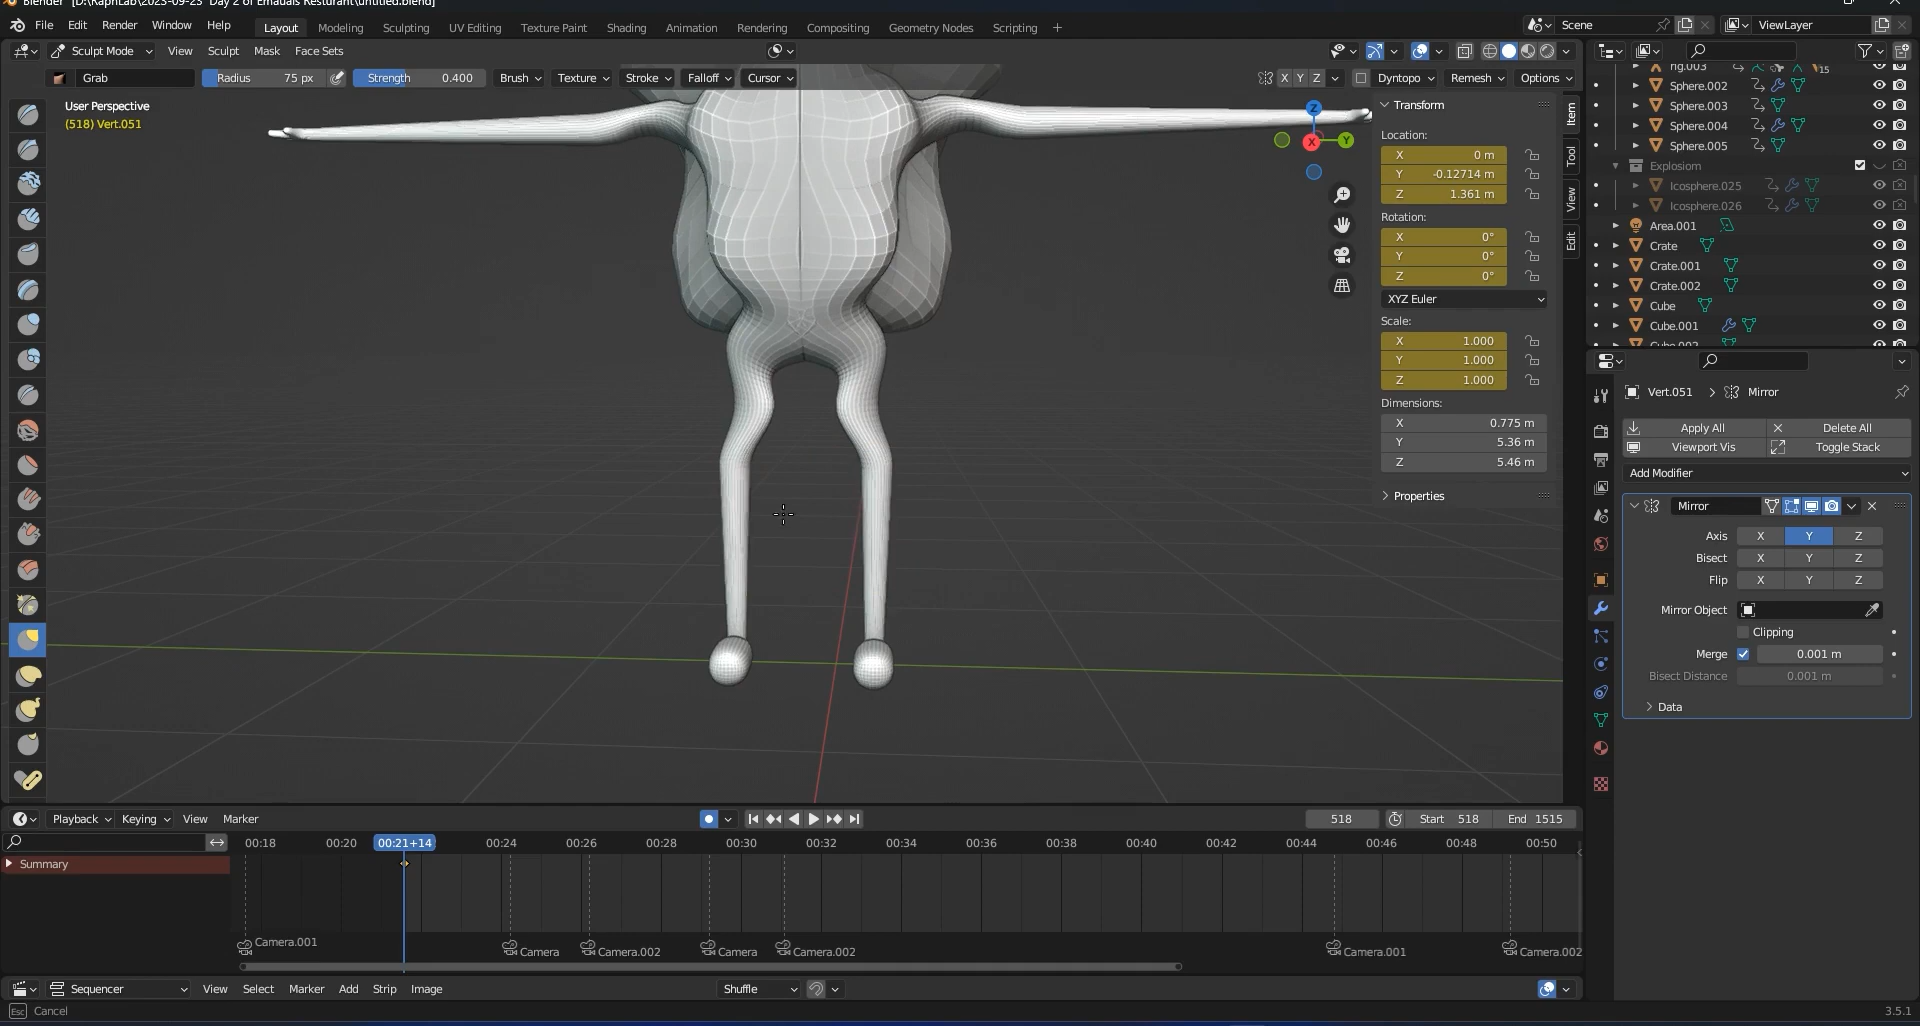 Blender [D:\RaphLab\2023-09-23 Day 2 of Emauals Resturant\untitled.blend]
File Edit Render Window Help Layout Modeling Sculpting UV Editing Texture Paint Shading Animation Rendering Compositing Geometry Nodes Scripting Scene ViewLayer
Sculpt Mode View Sculpt Mask Face Sets
Grab Radius 75 px Strength 0.400 Brush Texture Stroke Falloff Cursor X Y Z Dyntopo Remesh Options
User Perspective
(518) Vert.051
Z
Y
X
Transform
Location:
X 0 m
Y -0.12714 m
Z 1.361 m
Rotation:
X 0°
Y 0°
Z 0°
XYZ Euler
Scale:
X 1.000
Y 1.000
Z 1.000
Dimensions:
X 0.775 m
Y 5.36 m
Z 5.46 m
Properties
Item
Tool
View
Edit
rig.003 15
Sphere.002
Sphere.003
Sphere.004
Sphere.005
Explosiom
Icosphere.025
Icosphere.026
Area.001
Crate
Crate.001
Crate.002
Cube
Cube.001
Cube.002
Vert.051 Mirror
Apply All Delete All
Viewport Vis Toggle Stack
Add Modifier
Mirror
Axis X Y Z
Bisect X Y Z
Flip X Y Z
Mirror Object
Clipping
Merge 0.001 m
Bisect Distance 0.001 m
Data
Playback Keying View Marker 518 Start 518 End 1515
00:18 00:20 00:21+14 00:24 00:26 00:28 00:30 00:32 00:34 00:36 00:38 00:40 00:42 00:44 00:46 00:48 00:50
Summary
Camera.001 Camera Camera.002 Camera Camera.002 Camera.001 Camera.002
Sequencer View Select Marker Add Strip Image Shuffle
Esc Cancel 3.5.1